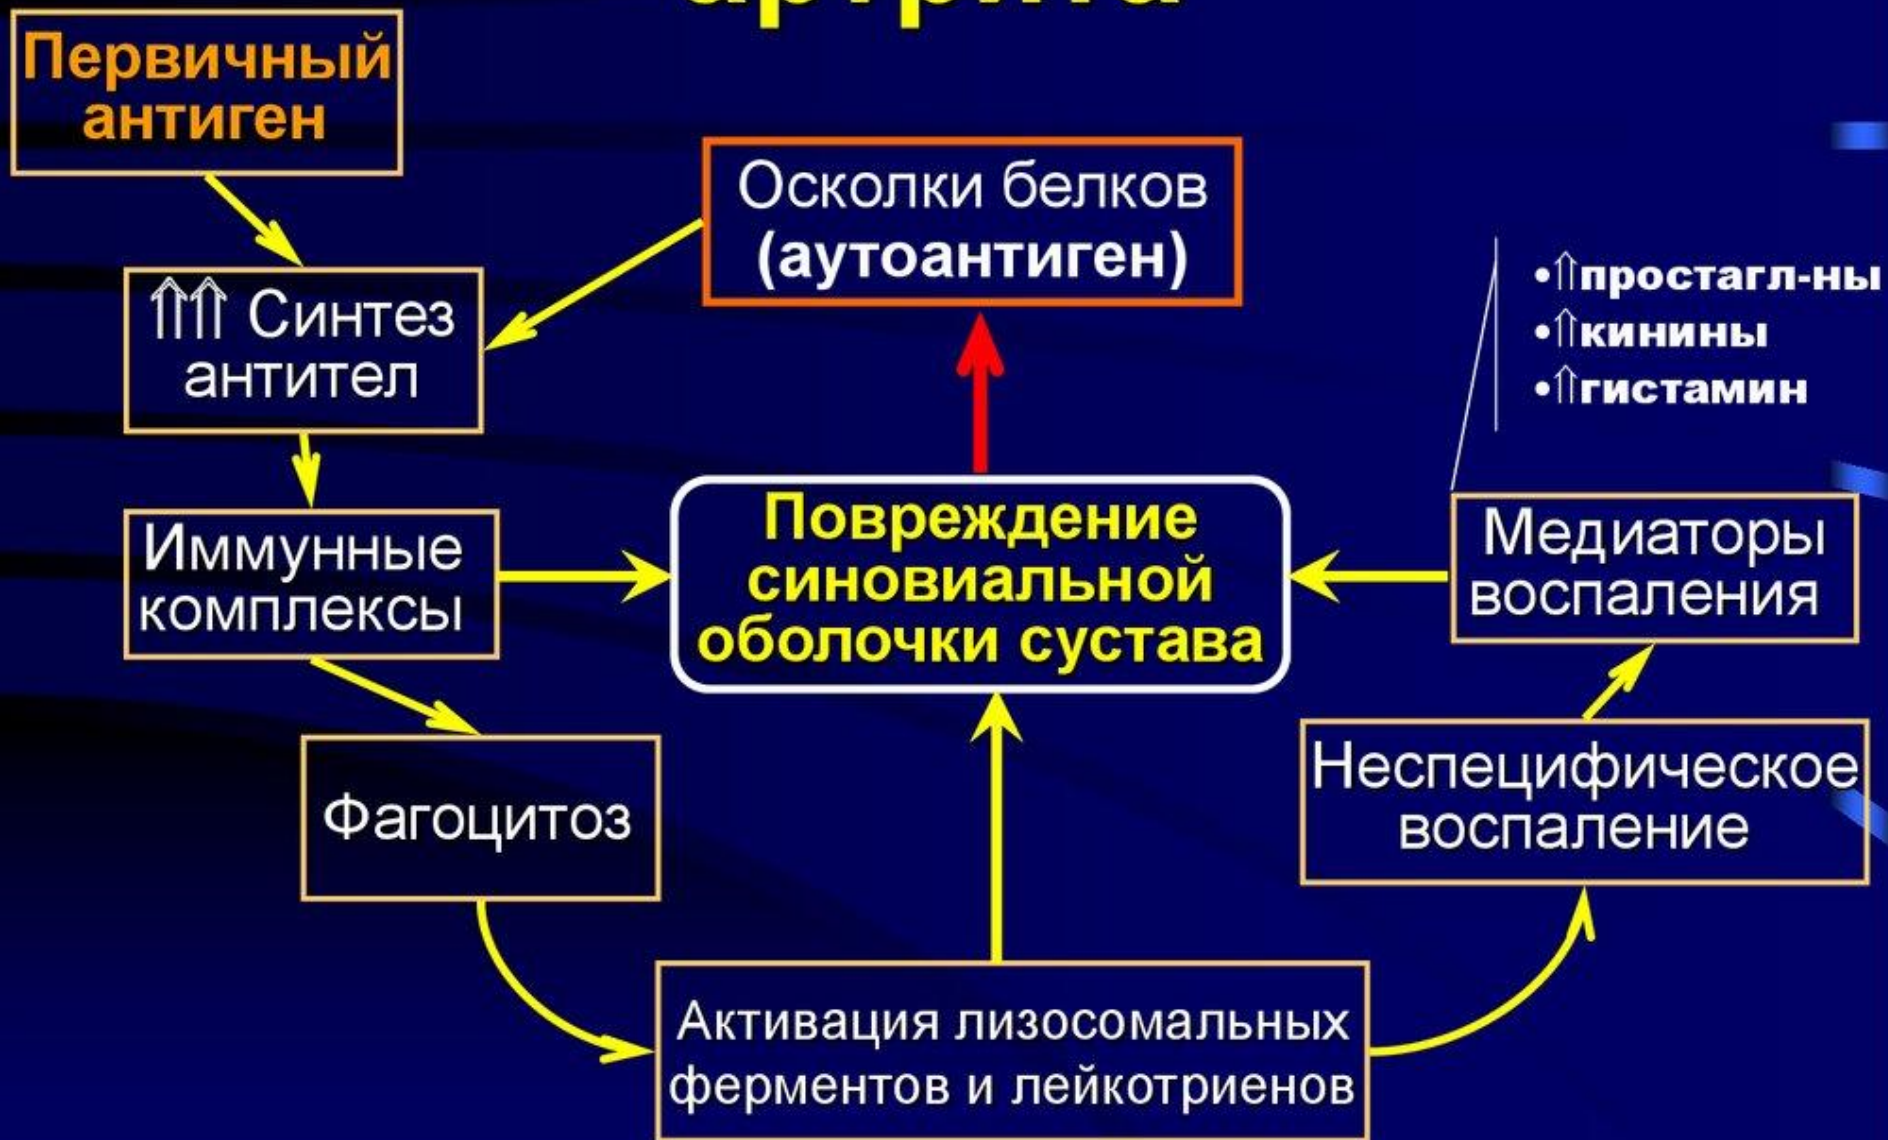 артрита
Первичный
антиген
Осколки белков
(аутоантиген)
⇑⇑ Синтез
антител
•⇑простагл-ны
•⇑кинины
•⇑гистамин
Иммунные
комплексы
Повреждение
синовиальной
оболочки сустава
Медиаторы
воспаления
Фагоцитоз
Неспецифическое
воспаление
Активация лизосомальных
ферментов и лейкотриенов